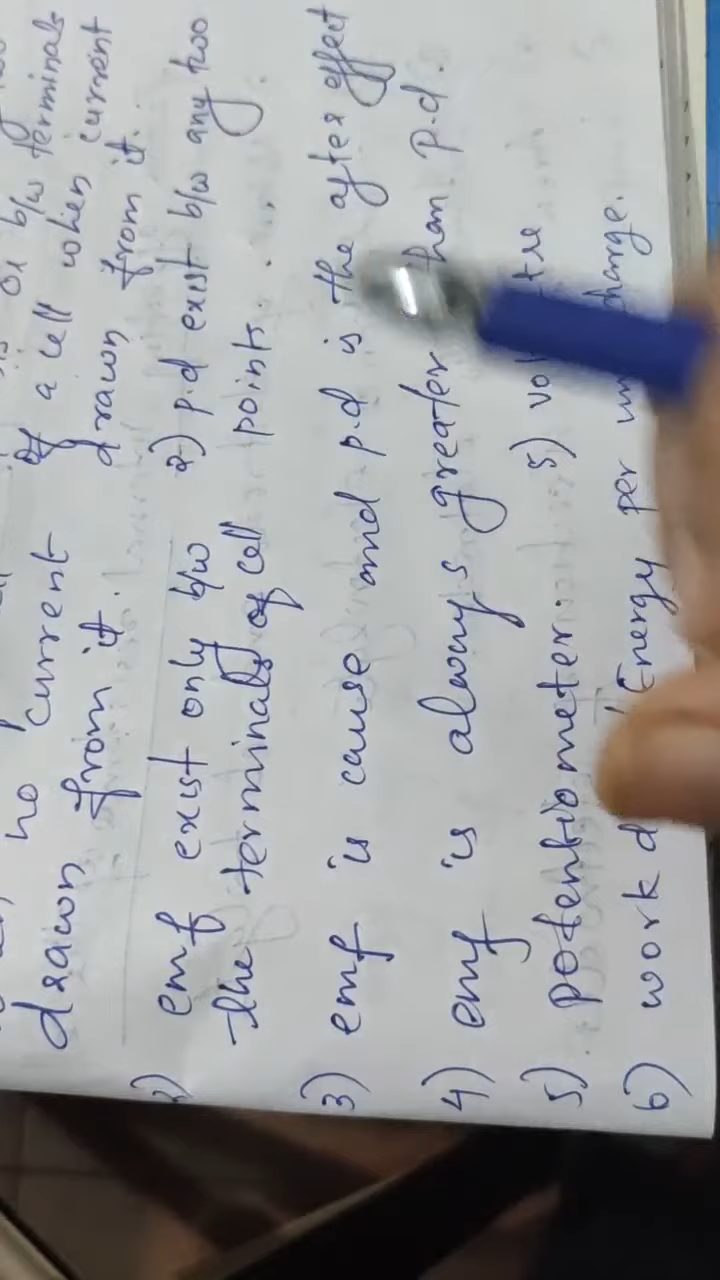 or b/w terminals
no current of a cell when current
drawn from it. drawn from it.
2) emf exist only b/w 2) p.d exist b/w any two
the terminals of cell points.
3) emf is cause and p.d is the after effect
4) emf is always greater than p.d.
5) potentiometer. 5)
6) work Energy per charge.